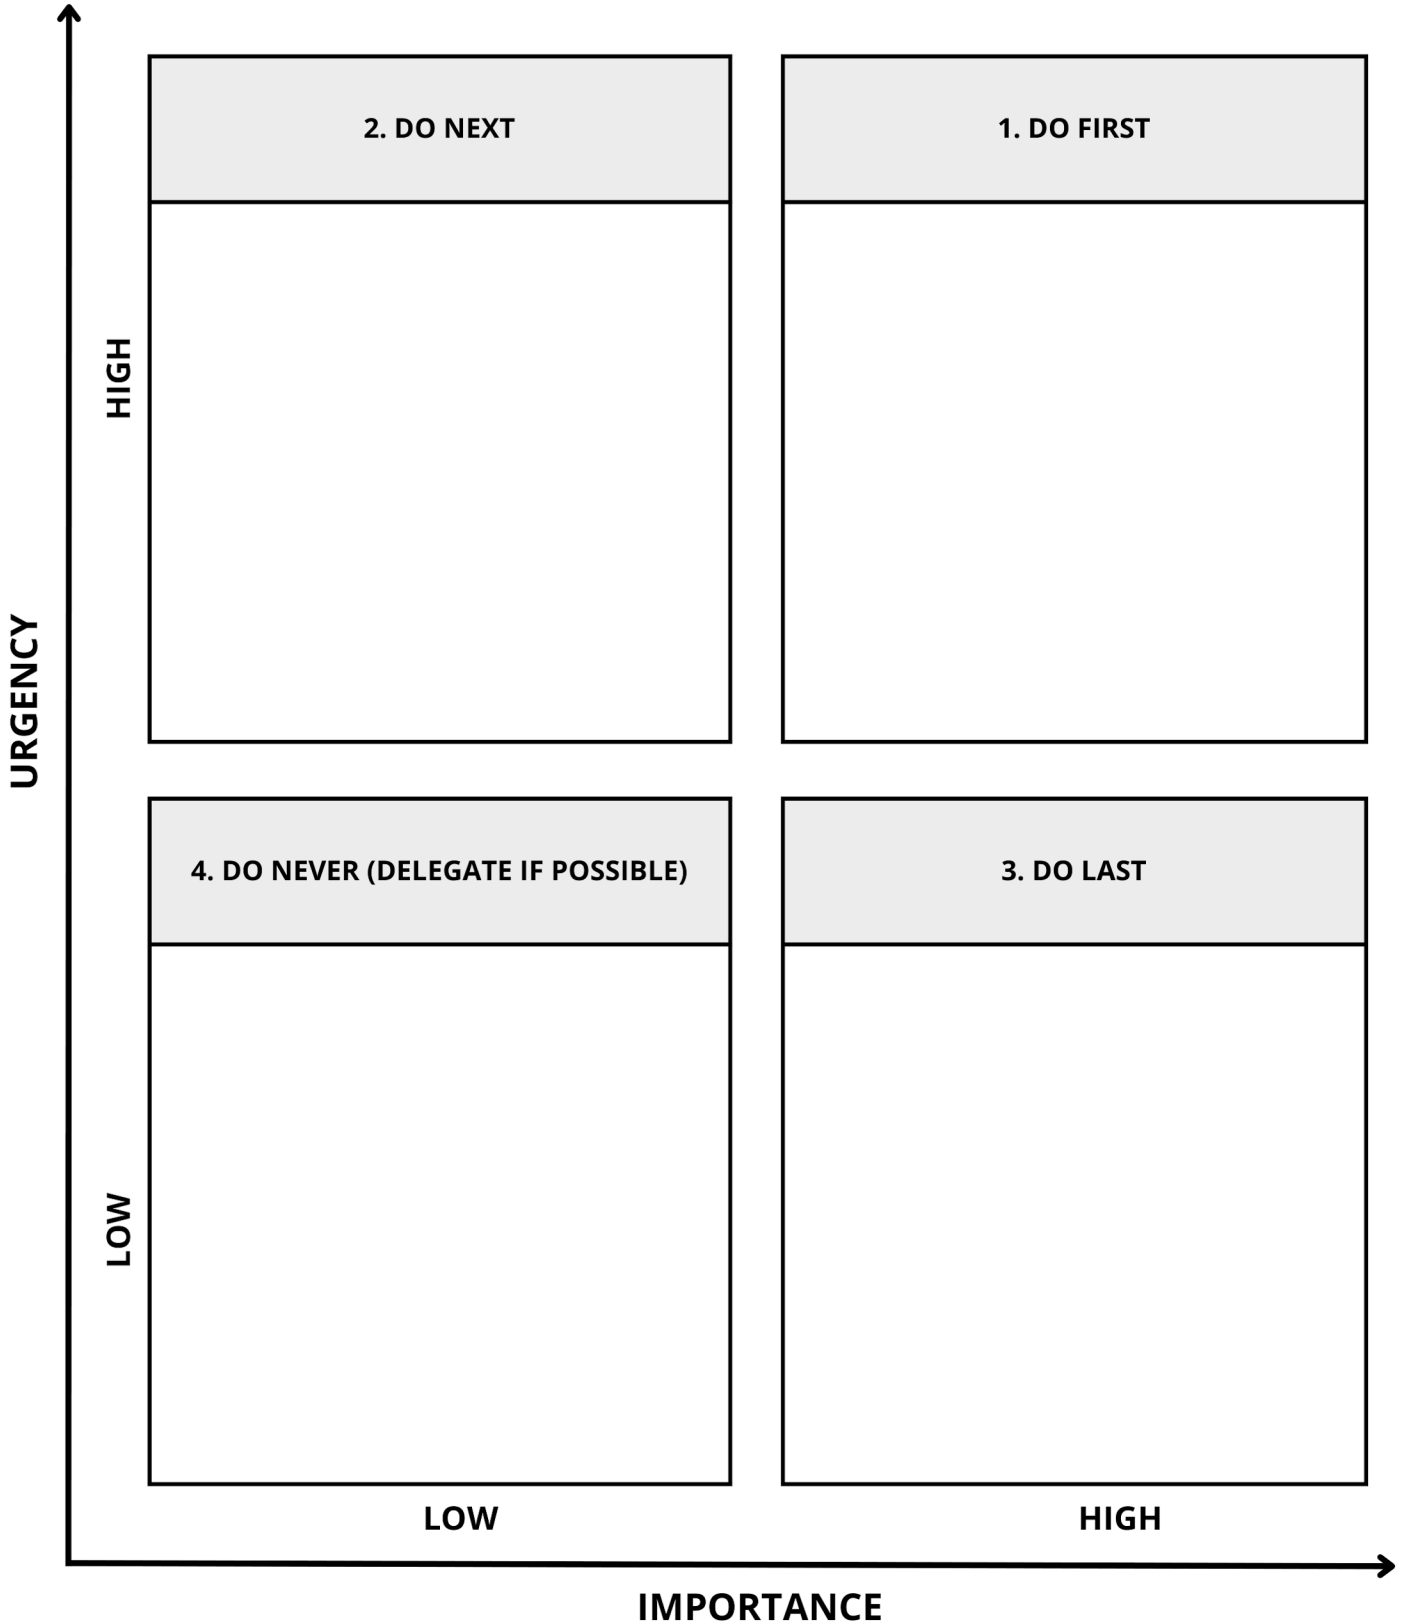 2. DO NEXT
1. DO FIRST
HIGH
URGENCY
4. DO NEVER (DELEGATE IF POSSIBLE)
3. DO LAST
LOW
LOW
HIGH
IMPORTANCE